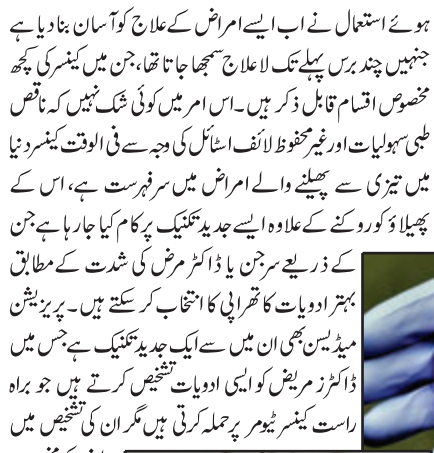 ہوئے استعمال نے اب ایسے امراض کے علاج کو آسان بنا دیا ہے
جنہیں چند برس پہلے تک لا علاج سمجھا جاتا تھا، جن میں کینسر کی کچھ
مخصوص اقسام قابل ذکر ہیں۔ اس امر میں کوئی شک نہیں کہ ناقص
طبی سہولیات اور غیر محفوظ لائف اسٹائل کی وجہ سے فی الوقت کینسر دنیا
میں تیزی سے پھیلنے والے امراض میں سرفہرست ہے، اس کے
پھیلاؤ کو روکنے کے علاوہ ایسے جدید تکنیک پر کام کیا جا رہا ہے جن
کے ذریعے سرجن یا ڈاکٹر مرض کی شدت کے مطابق
بہتر ادویات کا تھراپی کا انتخاب کر سکتے ہیں۔ پریزیشن
میڈیسن بھی ان میں سے ایک جدید تکنیک ہے جس میں
ڈاکٹرز مریض کو ایسی ادویات تشخیص کرتے ہیں جو براہ
راست کینسر ٹیومر پر حملہ کرتی ہیں مگر ان کی تشخیص میں